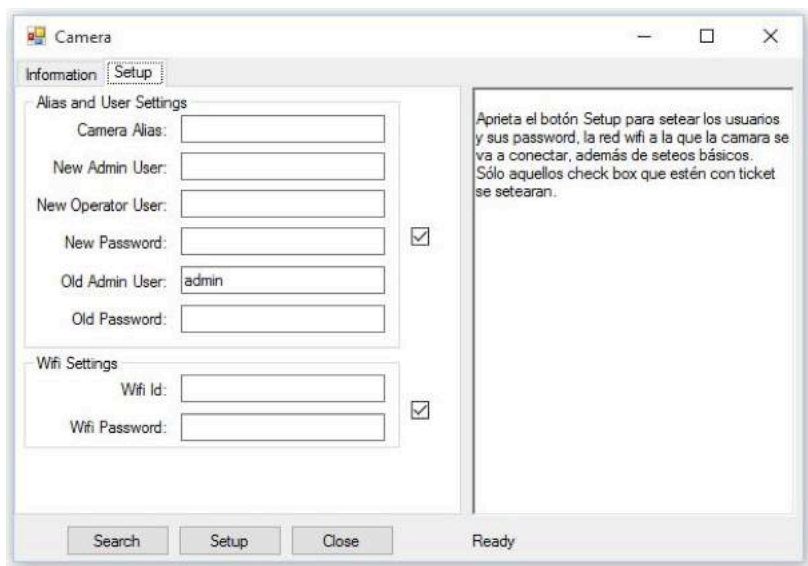 Camera
Information Setup
Alias and User Settings
Camera Alias:
New Admin User:
New Operator User:
New Password:
Old Admin User: admin
Old Password:
Wifi Settings
Wifi Id:
Wifi Password:
Aprieta el botón Setup para setear los usuarios
y sus password, la red wifi a la que la camara se
va a conectar, además de seteos básicos.
Sólo aquellos check box que estén con ticket
se setearan.
Search Setup Close Ready